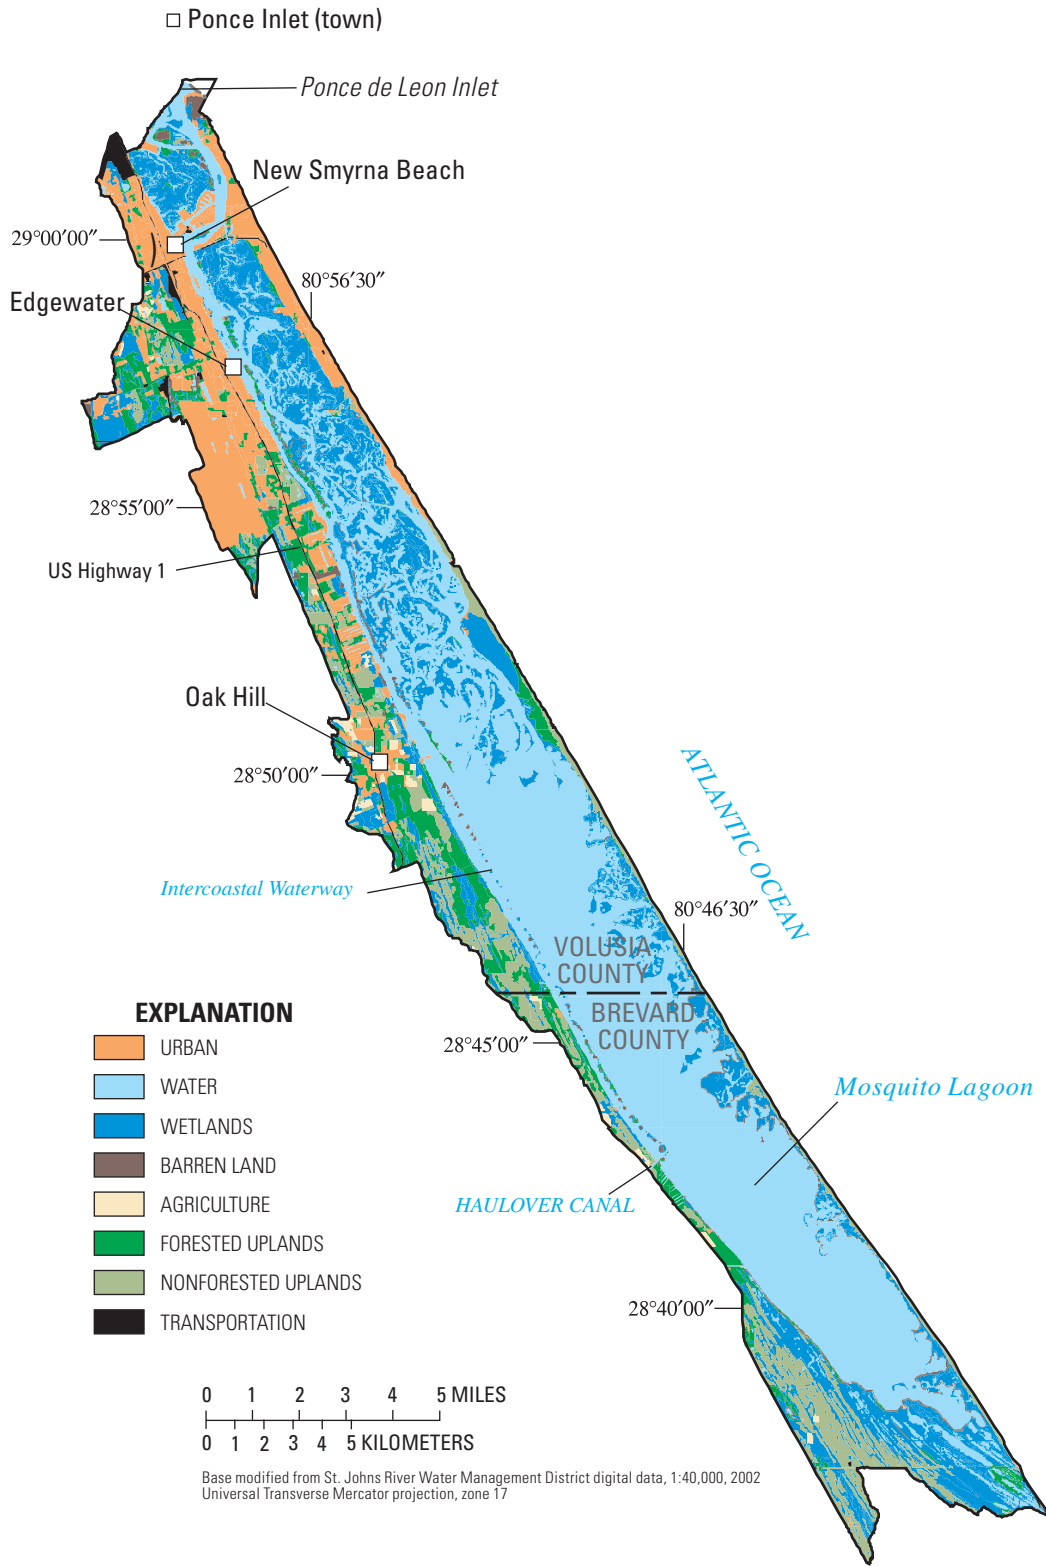 Ponce Inlet (town)
Ponce de Leon Inlet
New Smyrna Beach
29°00′00″
80°56′30″
Edgewater
28°55′00″
US Highway 1
Oak Hill
28°50′00″
ATLANTIC OCEAN
Intercoastal Waterway
80°46′30″
VOLUSIA
COUNTY
BREVARD
COUNTY
28°45′00″
Mosquito Lagoon
HAULOVER CANAL
28°40′00″
EXPLANATION
URBAN
WATER
WETLANDS
BARREN LAND
AGRICULTURE
FORESTED UPLANDS
NONFORESTED UPLANDS
TRANSPORTATION
0 1 2 3 4 5 MILES
0 1 2 3 4 5 KILOMETERS
Base modified from St. Johns River Water Management District digital data, 1:40,000, 2002
Universal Transverse Mercator projection, zone 17